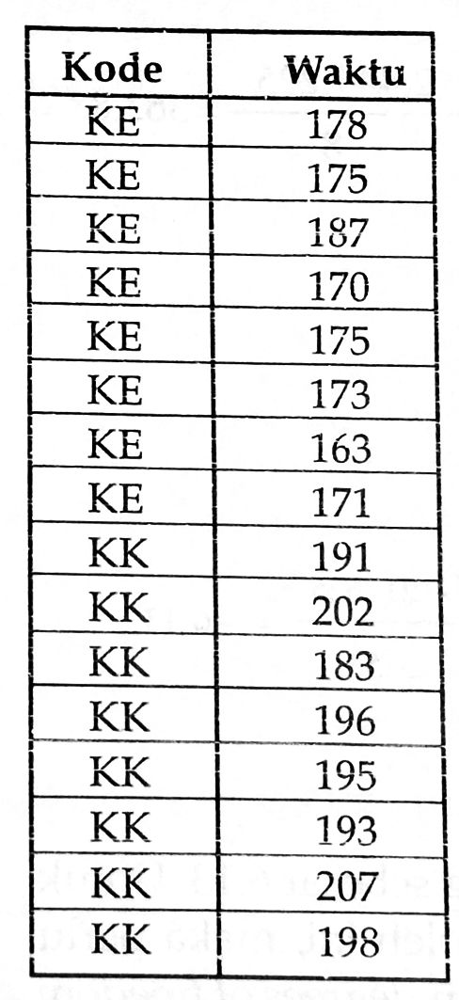 Kode Waktu
KE 178
KE 175
KE 187
KE 170
KE 175
KE 173
KE 163
KE 171
KK 191
KK 202
KK 183
KK 196
KK 195
KK 193
KK 207
KK 198